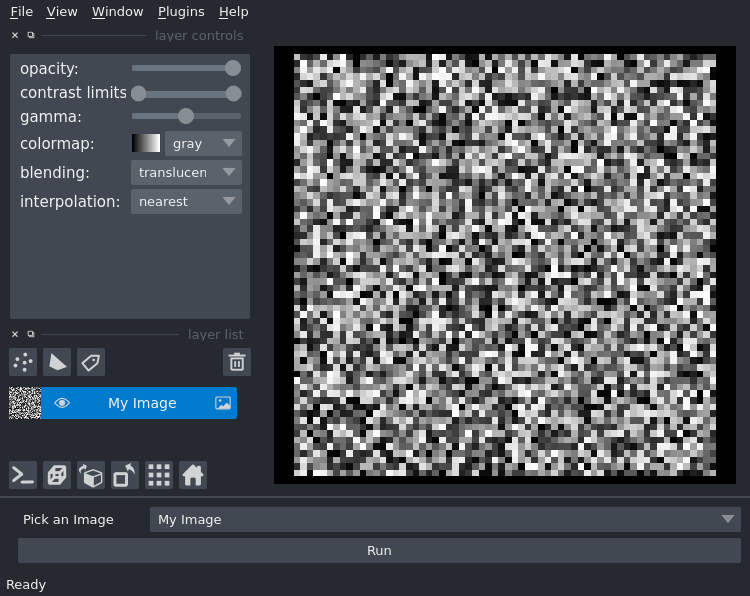 File View Window Plugins Help
layer controls
opacity:
contrast limits
gamma:
colormap: gray
blending: translucen
interpolation: nearest
layer list
My Image
Pick an Image My Image
Run
Ready